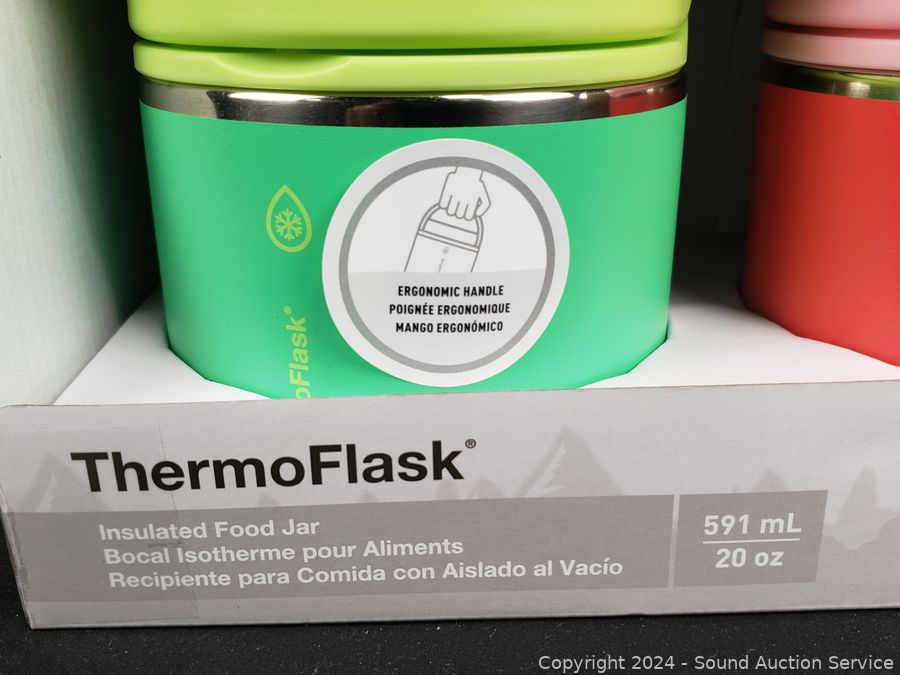 ERGONOMIC HANDLE
POIGNÉE ERGONOMIQUE
MANGO ERGONÓMICO
oFlask®
ThermoFlask®
Insulated Food Jar
Bocal Isotherme pour Aliments
Recipiente para Comida con Aislado al Vacío
591 mL
20 oz
Copyright 2024 - Sound Auction Service